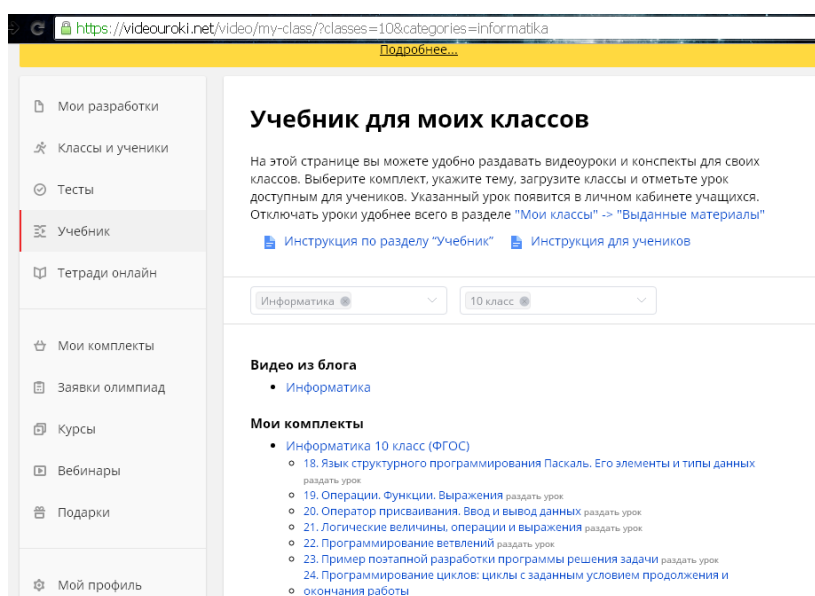 https://videouroki.net/video/my-class/?classes=10&categories=informatika
Подробнее...
Мои разработки
Классы и ученики
Тесты
Учебник
Тетради онлайн
Мои комплекты
Заявки олимпиад
Курсы
Вебинары
Подарки
Мой профиль
Учебник для моих классов
На этой странице вы можете удобно раздавать видеоуроки и конспекты для своих
классов. Выберите комплект, укажите тему, загрузите классы и отметьте урок
доступным для учеников. Указанный урок появится в личном кабинете учащихся.
Отключать уроки удобнее всего в разделе "Мои классы" -> "Выданные материалы"
Инструкция по разделу “Учебник” Инструкция для учеников
Информатика 10 класс
Видео из блога
Информатика
Мои комплекты
Информатика 10 класс (ФГОС)
18. Язык структурного программирования Паскаль. Его элементы и типы данных
раздать урок
19. Операции. Функции. Выражения раздать урок
20. Оператор присваивания. Ввод и вывод данных раздать урок
21. Логические величины, операции и выражения раздать урок
22. Программирование ветвлений раздать урок
23. Пример поэтапной разработки программы решения задачи раздать урок
24. Программирование циклов: циклы с заданным условием продолжения и
окончания работы